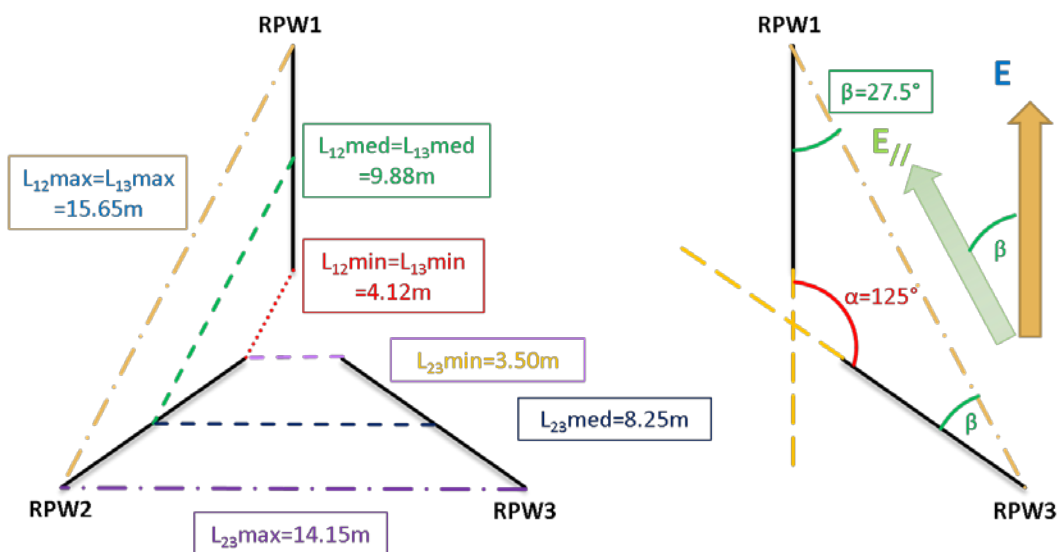 RPW1
L₁₂med=L₁₃med
=9.88m
L₁₂max=L₁₃max
=15.65m
L₁₂min=L₁₃min
=4.12m
L₂₃min=3.50m
L₂₃med=8.25m
RPW2
RPW3
L₂₃max=14.15m
RPW1
β=27.5°
E
E//
β
α=125°
β
RPW3